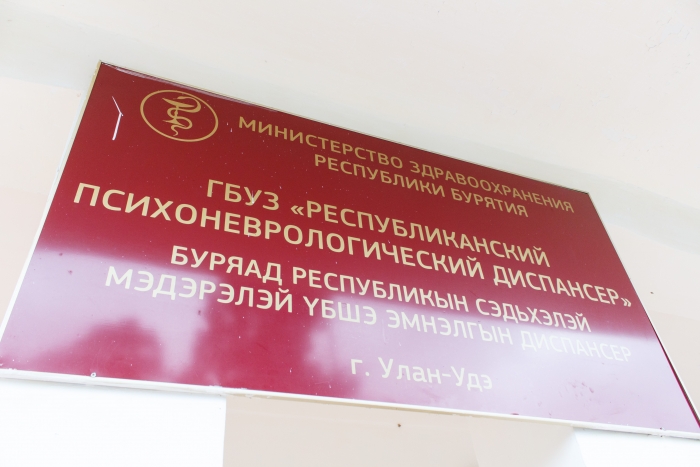 МИНИСТЕРСТВО ЗДРАВООХРАНЕНИЯ
РЕСПУБЛИКИ БУРЯТИЯ
ГБУЗ «РЕСПУБЛИКАНСКИЙ
ПСИХОНЕВРОЛОГИЧЕСКИЙ ДИСПАНСЕР»
БУРЯАД РЕСПУБЛИКЫН СЭДЬХЭЛЭЙ
МЭДЭРЭЛЭЙ ҮБШЭ ЭМНЭЛГЫН ДИСПАНСЕР
г. Улан-Удэ